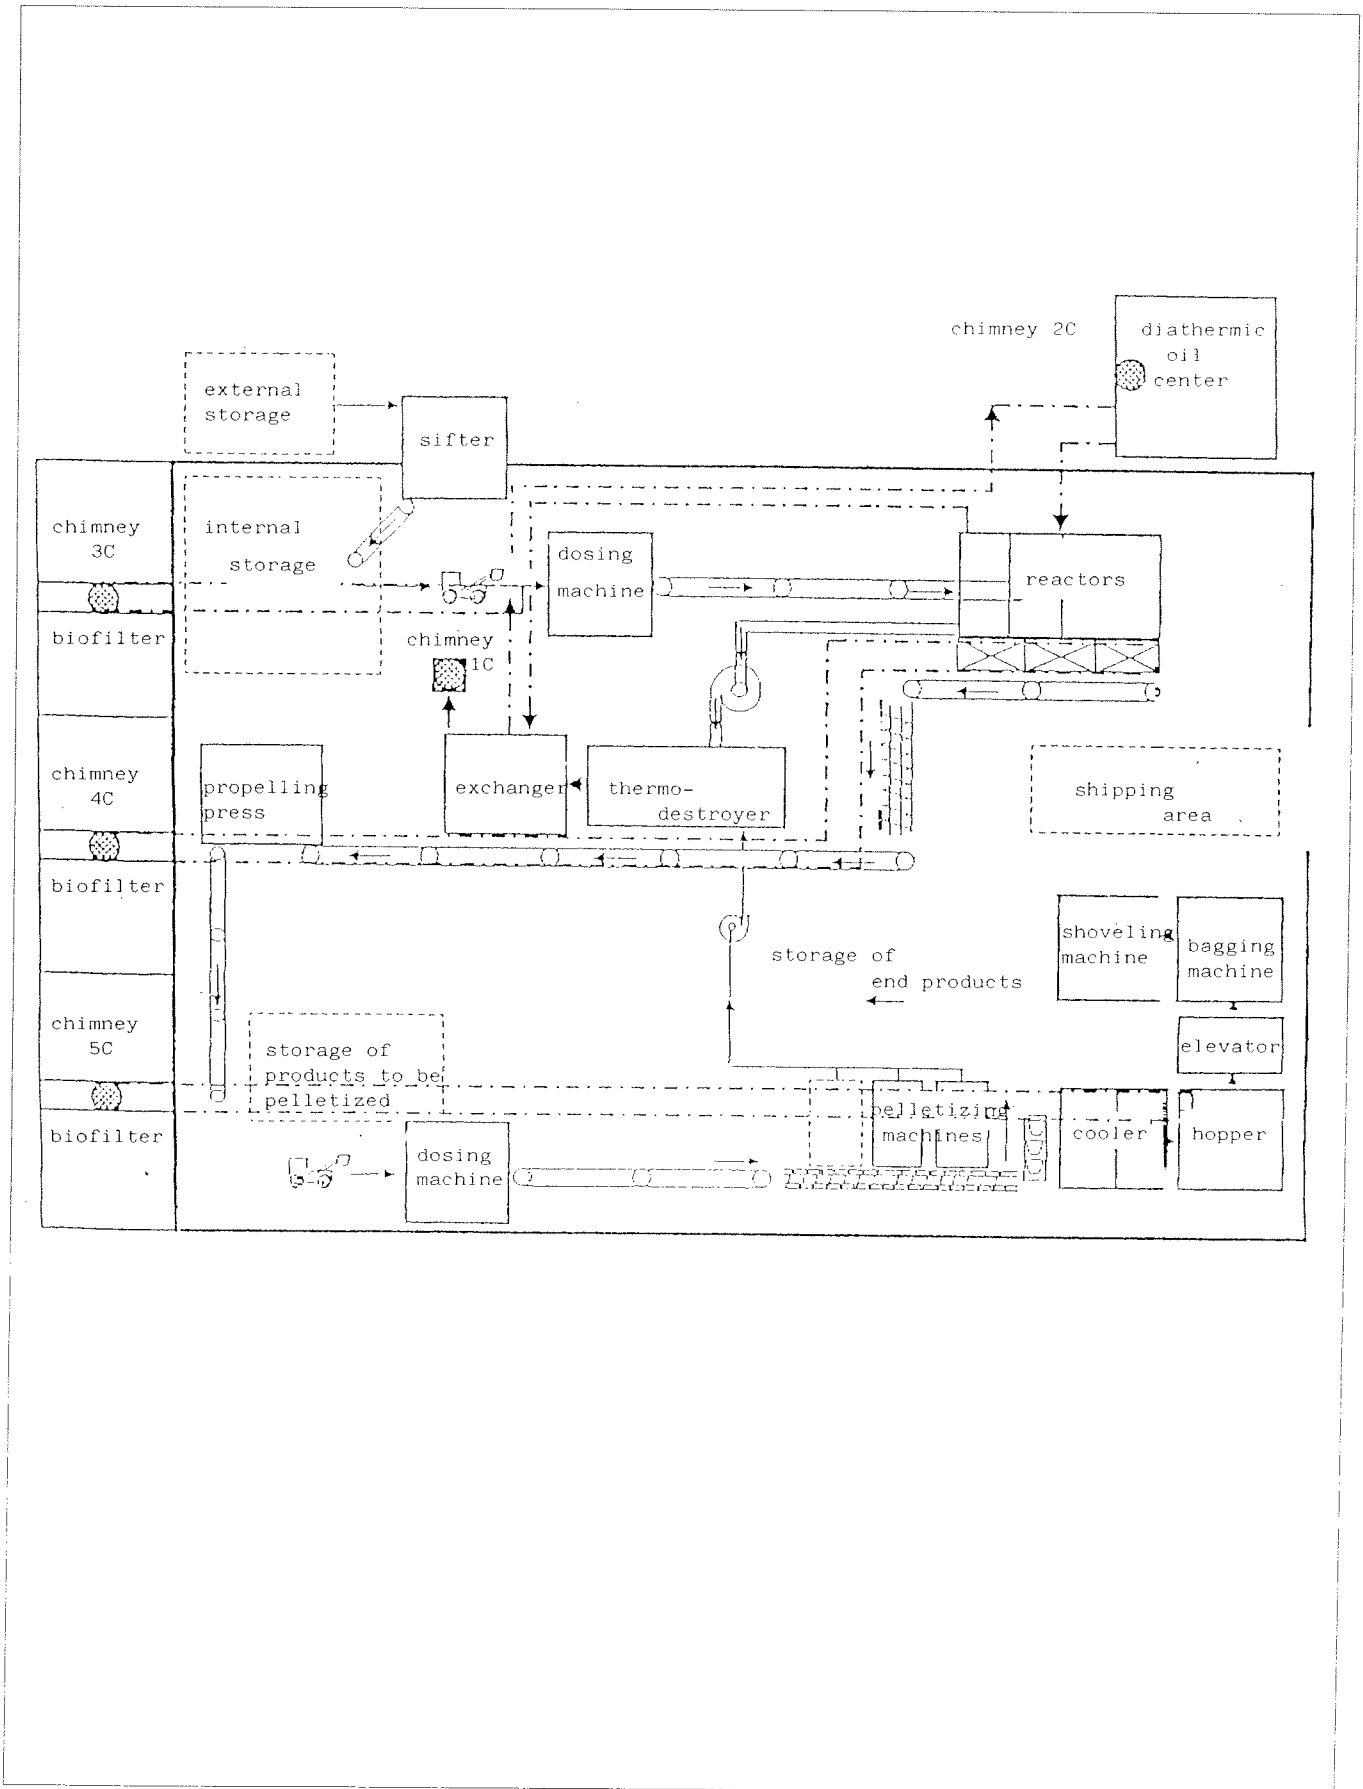 chimney 2C
diathermic
oil
center
external
storage
sifter
chimney
3C
internal
storage
dosing
machine
reactors
biofilter
chimney
1C
chimney
4C
propelling
press
exchanger
thermo-
destroyer
shipping
area
biofilter
shoveling
machine
bagging
machine
storage of
end products
chimney
5C
storage of
products to be
pelletized
elevator
biofilter
dosing
machine
pelletizing
machines
cooler
hopper